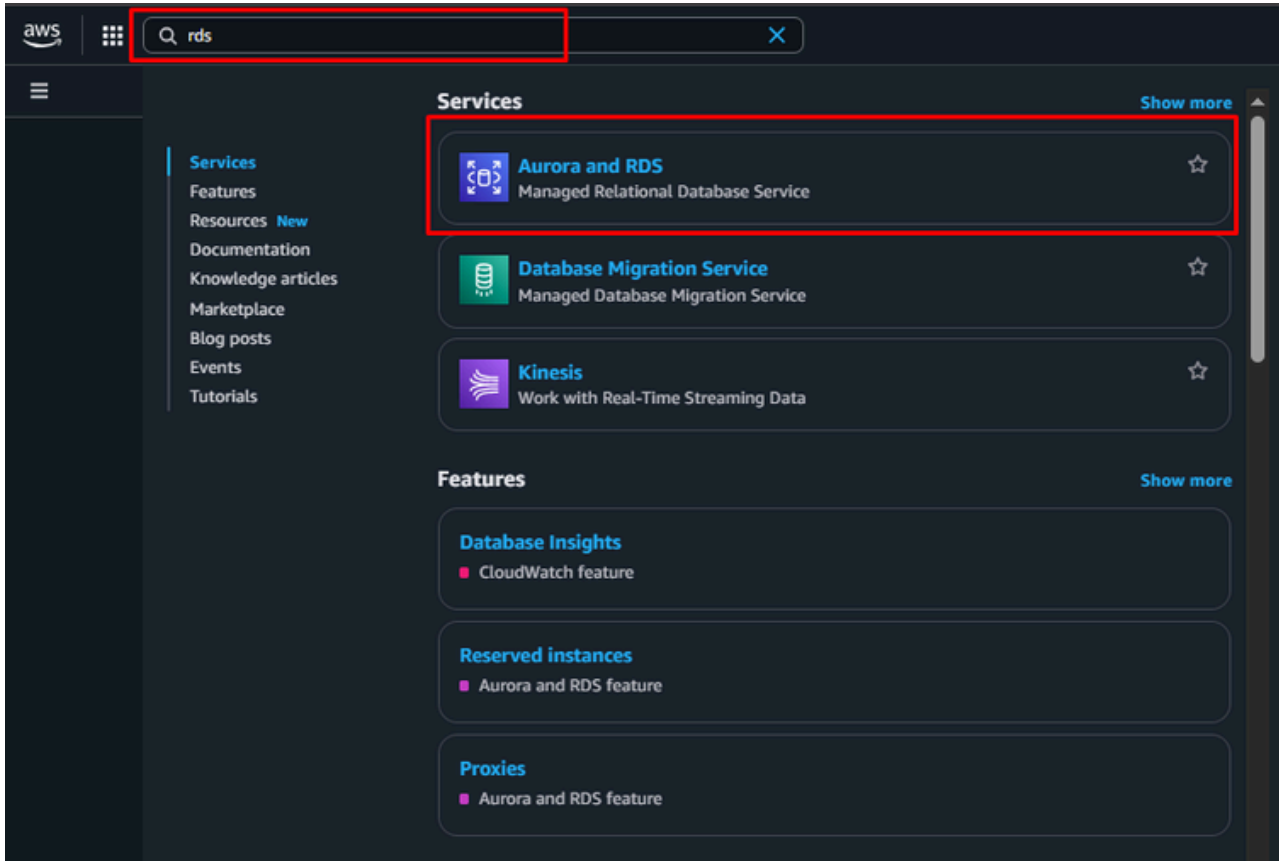 aws
rds
Services
Show more
Services
Features
Resources New
Documentation
Knowledge articles
Marketplace
Blog posts
Events
Tutorials
Aurora and RDS
Managed Relational Database Service
Database Migration Service
Managed Database Migration Service
Kinesis
Work with Real-Time Streaming Data
Features
Show more
Database Insights
CloudWatch feature
Reserved instances
Aurora and RDS feature
Proxies
Aurora and RDS feature